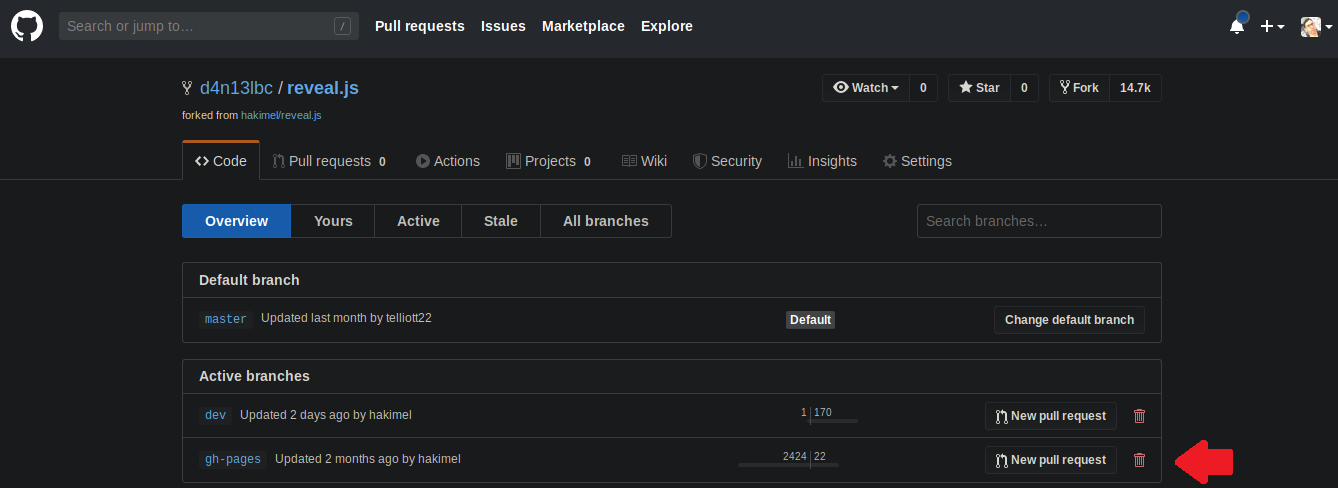 Search or jump to… /
Pull requests Issues Marketplace Explore
d4n13lbc / reveal.js
Watch 0 Star 0 Fork 14.7k
forked from hakimel/reveal.js
Code Pull requests 0 Actions Projects 0 Wiki Security Insights Settings
Overview Yours Active Stale All branches Search branches…
Default branch
master Updated last month by telliott22 Default Change default branch
Active branches
dev Updated 2 days ago by hakimel 1 170 New pull request
gh-pages Updated 2 months ago by hakimel 2424 22 New pull request